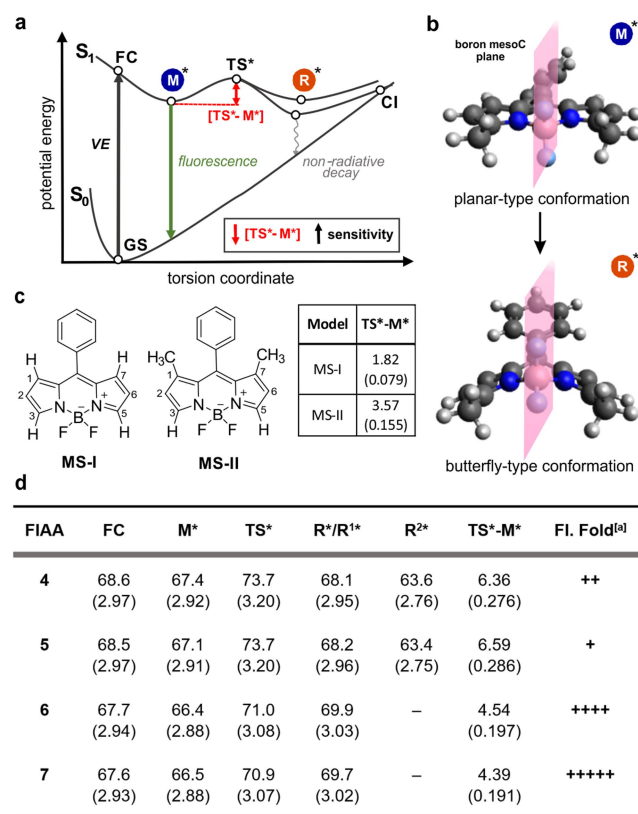 a
S1
FC
M*
TS*
R*
CI
[TS*- M*]
VE
fluorescence
non-radiative
decay
potential energy
S0
GS
[TS*- M*] sensitivity
torsion coordinate
b
boron mesoC
plane
M*
planar-type conformation
R*
butterfly-type conformation
c
H H
1 7
2 6
3 5
N N+
B−
F F
H H
MS-I
H3C CH3
1 7
2 6
3 5
N N+
B−
F F
H H
MS-II
Model TS*-M*
MS-I 1.82
(0.079)
MS-II 3.57
(0.155)
d
FIAA FC M* TS* R*/R1* R2* TS*-M* Fl. Fold[a]
4 68.6 67.4 73.7 68.1 63.6 6.36 ++
(2.97) (2.92) (3.20) (2.95) (2.76) (0.276)
5 68.5 67.1 73.7 68.2 63.4 6.59 +
(2.97) (2.91) (3.20) (2.96) (2.75) (0.286)
6 67.7 66.4 71.0 69.9 – 4.54 ++++
(2.94) (2.88) (3.08) (3.03) (0.197)
7 67.6 66.5 70.9 69.7 – 4.39 +++++
(2.93) (2.88) (3.07) (3.02) (0.191)